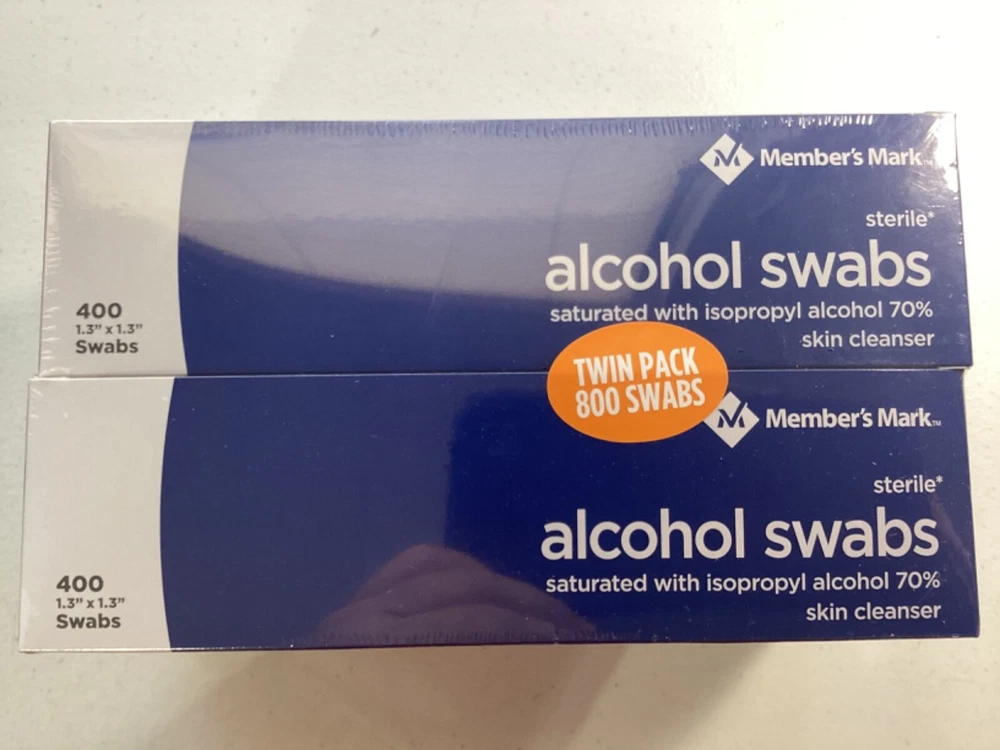 Member's Mark™
sterile*
alcohol swabs
saturated with isopropyl alcohol 70%
skin cleanser
400
1.3” x 1.3”
Swabs
TWIN PACK
800 SWABS
Member's Mark™
sterile*
alcohol swabs
saturated with isopropyl alcohol 70%
skin cleanser
400
1.3” x 1.3”
Swabs